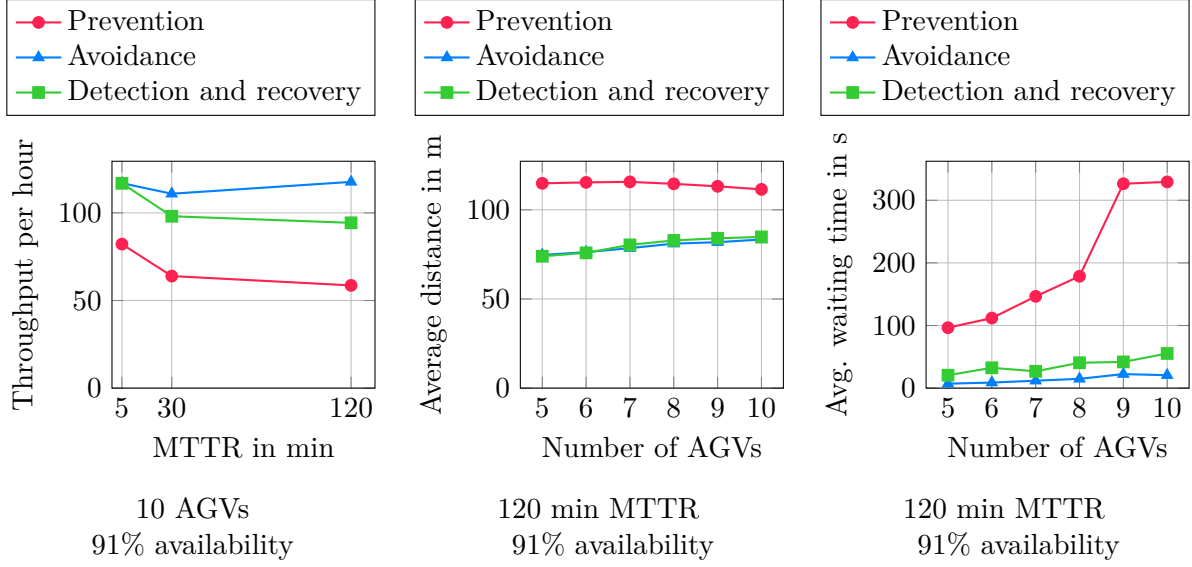 Prevention
Avoidance
Detection and recovery
Throughput per hour
100
50
0
5
30
120
MTTR in min
10 AGVs
91% availability
Prevention
Avoidance
Detection and recovery
Average distance in m
100
50
0
5
6
7
8
9
10
Number of AGVs
120 min MTTR
91% availability
Prevention
Avoidance
Detection and recovery
Avg. waiting time in s
300
200
100
0
5
6
7
8
9
10
Number of AGVs
120 min MTTR
91% availability